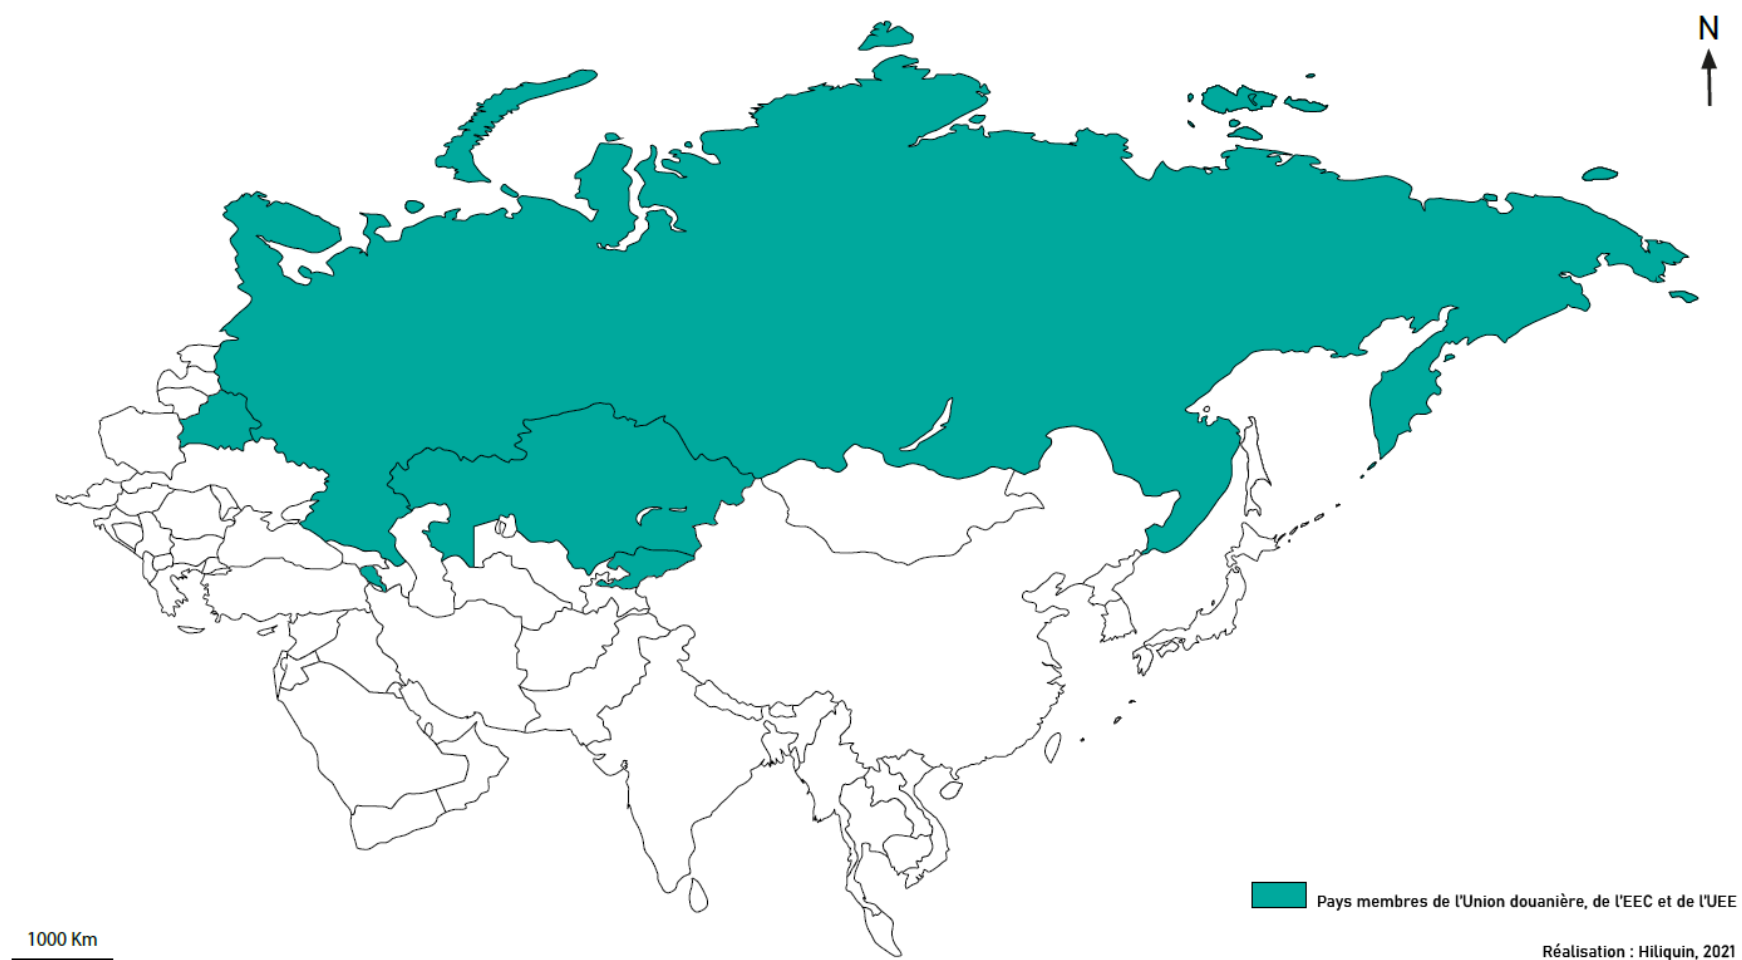 N
Pays membres de l'Union douanière, de l'EEC et de l'UEE
1000 Km
Réalisation : Hiliquin, 2021